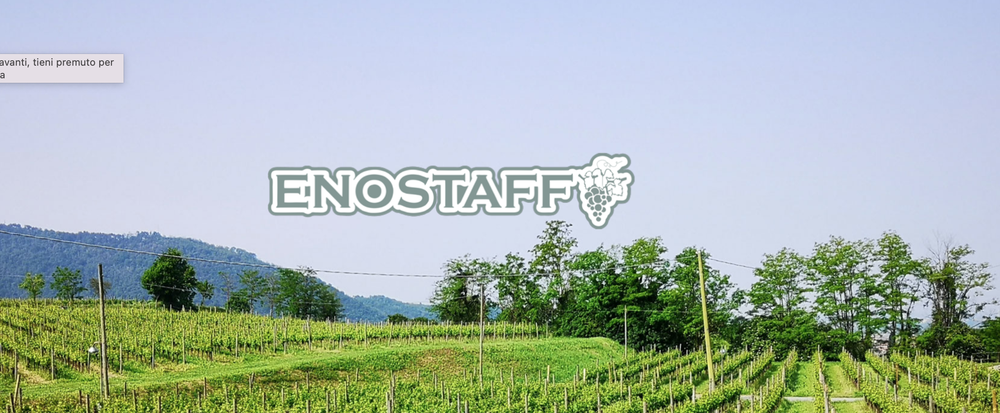 avanti, tieni premuto per
a
ENOSTAFF